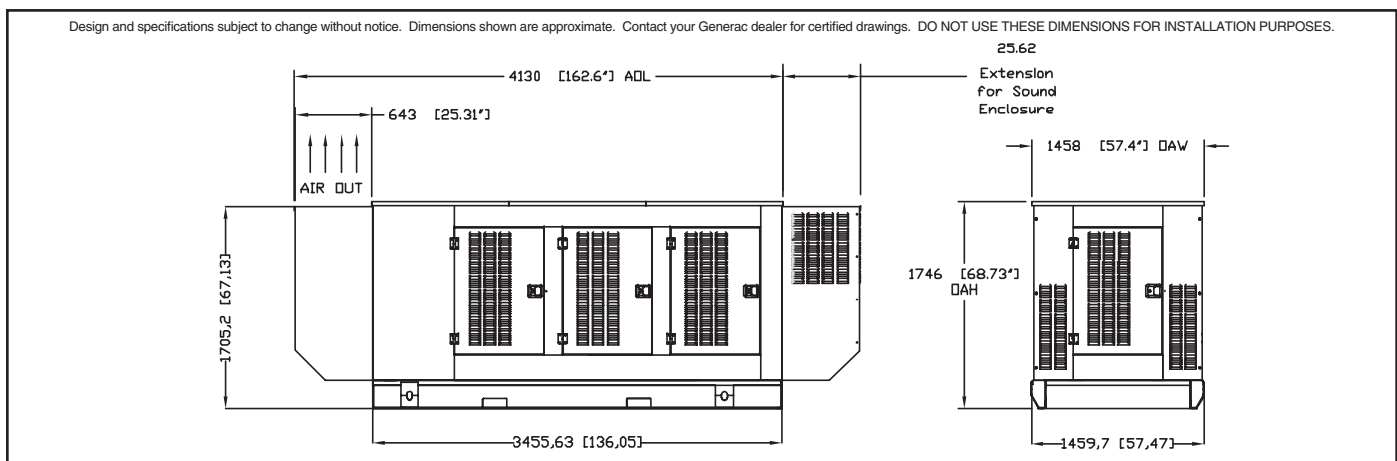 Design and specifications subject to change without notice. Dimensions shown are approximate. Contact your Generac dealer for certified drawings. DO NOT USE THESE DIMENSIONS FOR INSTALLATION PURPOSES.
25.62
Extension
for Sound
Enclosure
4130 [162.6"] AOL
643 [25.31"]
AIR OUT
1458 [57.4"] OAW
1705,2 [67,13]
1746 [68.73"]
OAH
3455,63 [136,05]
1459,7 [57,47]